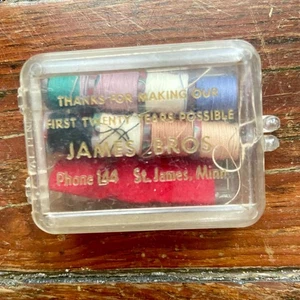 THANKS FOR MAKING OUR
FIRST TWENTY YEARS POSSIBLE
JAMES BROS
Phone 144 St. James, Minn